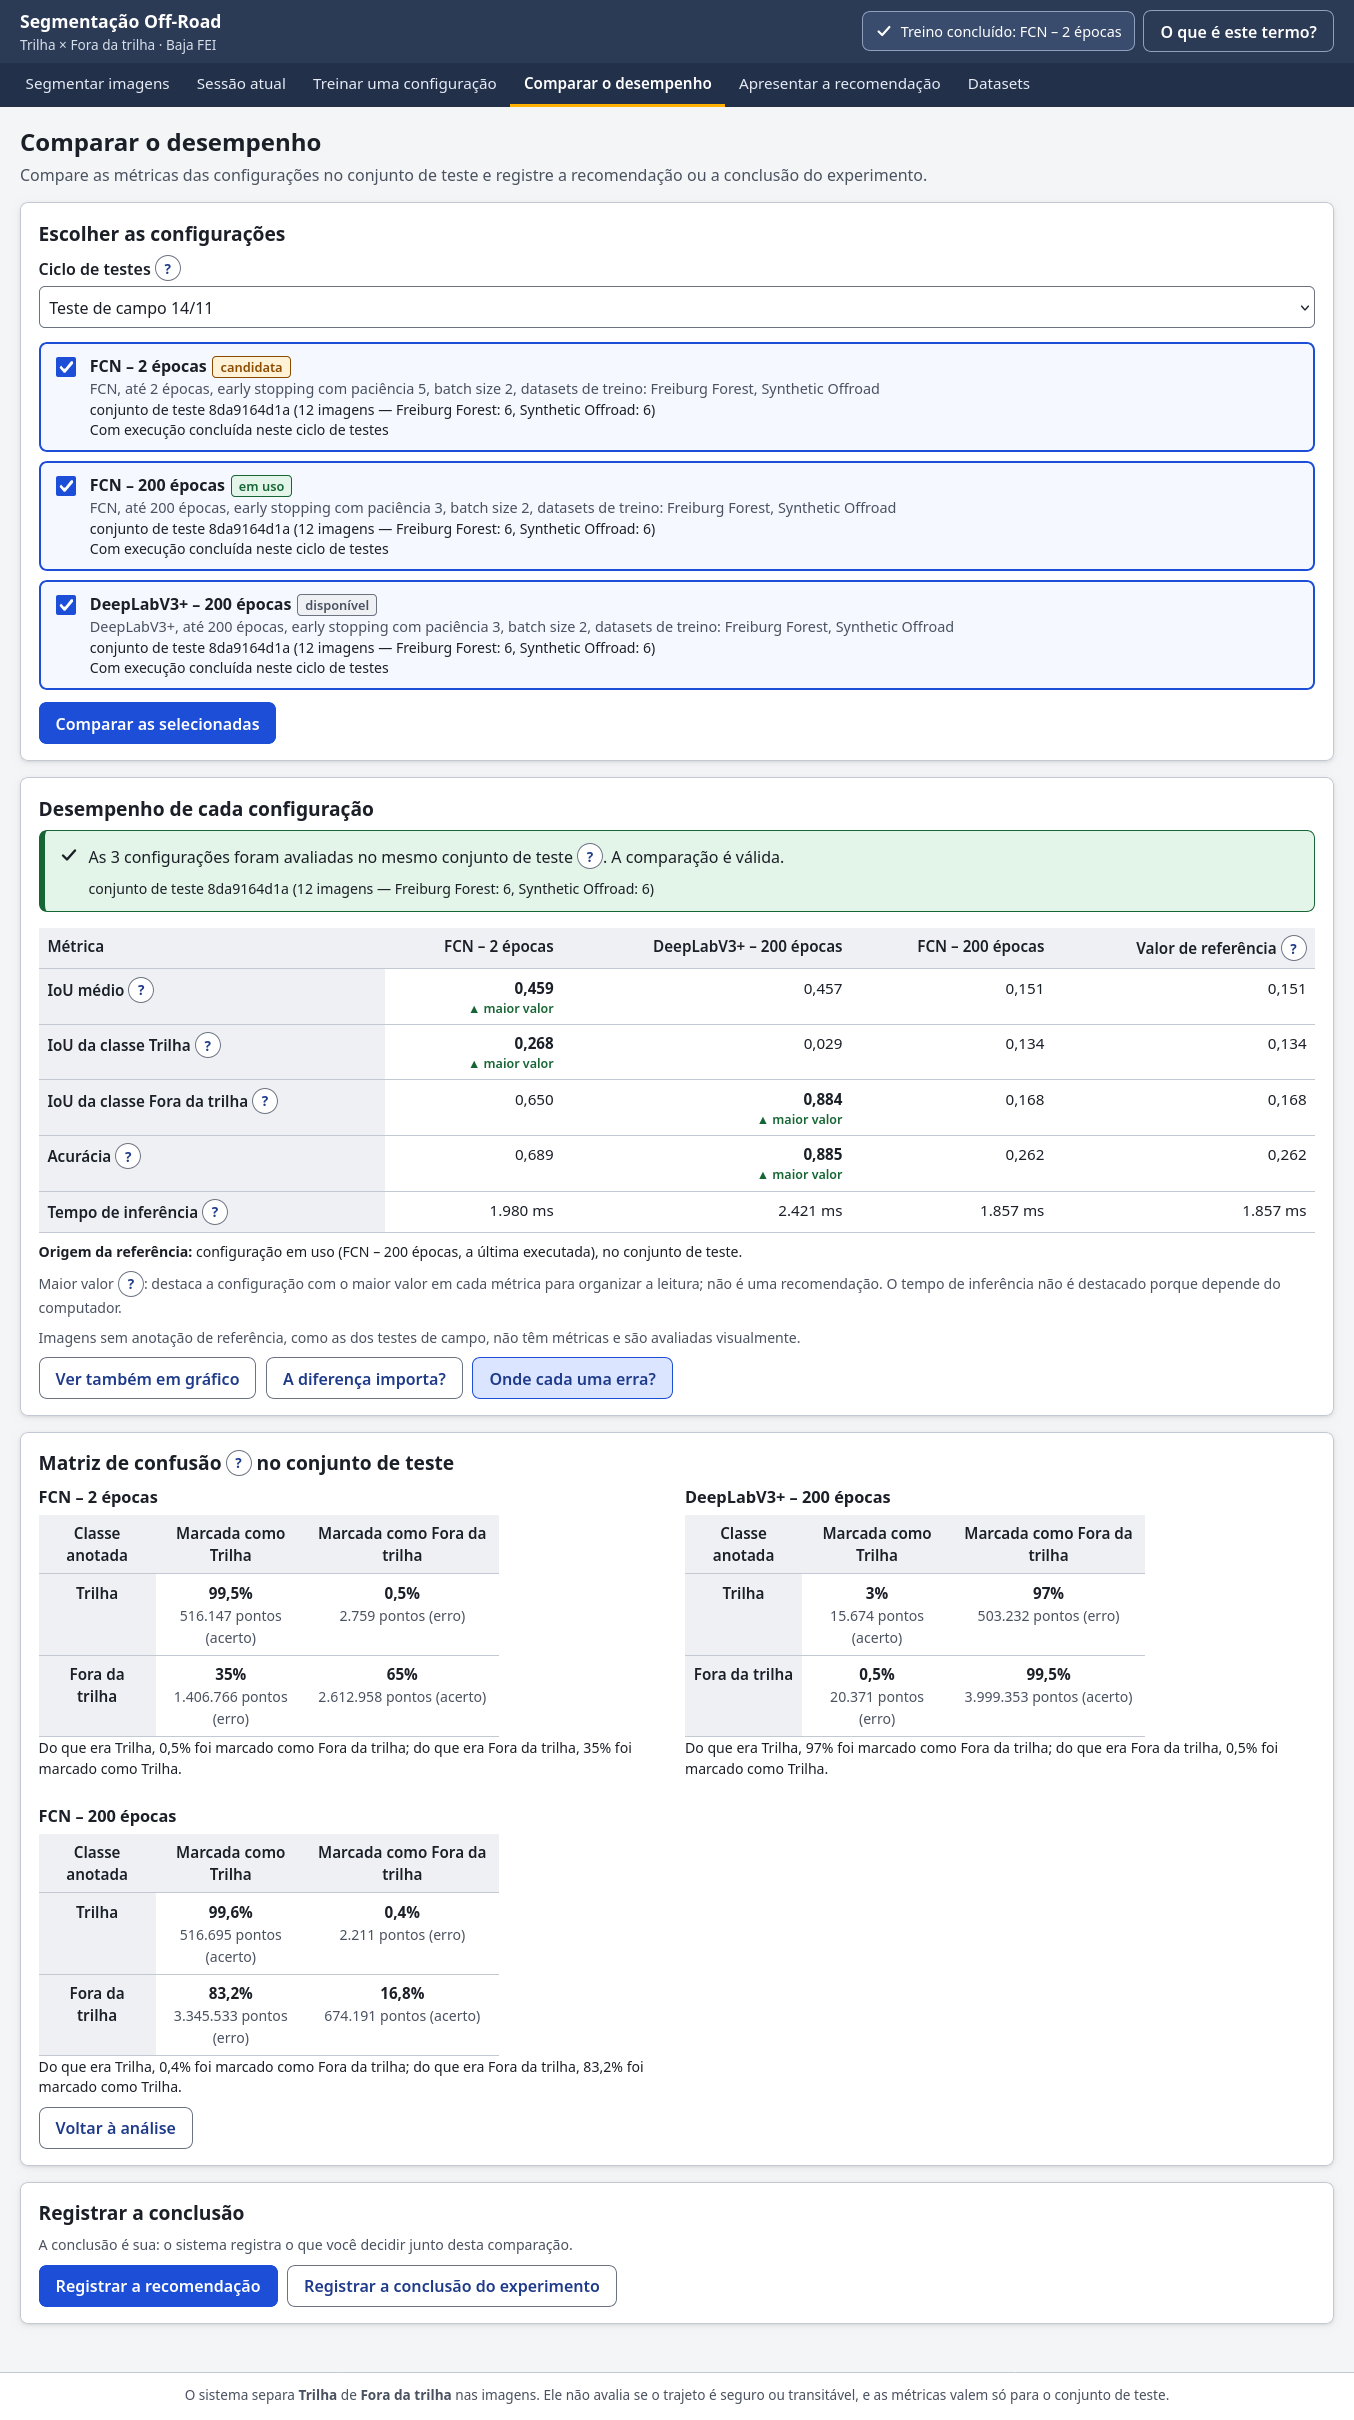 Segmentação Off-Road
Trilha × Fora da trilha · Baja FEI
✓ Treino concluído: FCN – 2 épocas
O que é este termo?
Segmentar imagens
Sessão atual
Treinar uma configuração
Comparar o desempenho
Apresentar a recomendação
Datasets
Comparar o desempenho
Compare as métricas das configurações no conjunto de teste e registre a recomendação ou a conclusão do experimento.
Escolher as configurações
Ciclo de testes ?
Teste de campo 14/11
FCN – 2 épocas candidata
FCN, até 2 épocas, early stopping com paciência 5, batch size 2, datasets de treino: Freiburg Forest, Synthetic Offroad
conjunto de teste 8da9164d1a (12 imagens — Freiburg Forest: 6, Synthetic Offroad: 6)
Com execução concluída neste ciclo de testes
FCN – 200 épocas em uso
FCN, até 200 épocas, early stopping com paciência 3, batch size 2, datasets de treino: Freiburg Forest, Synthetic Offroad
conjunto de teste 8da9164d1a (12 imagens — Freiburg Forest: 6, Synthetic Offroad: 6)
Com execução concluída neste ciclo de testes
DeepLabV3+ – 200 épocas disponível
DeepLabV3+, até 200 épocas, early stopping com paciência 3, batch size 2, datasets de treino: Freiburg Forest, Synthetic Offroad
conjunto de teste 8da9164d1a (12 imagens — Freiburg Forest: 6, Synthetic Offroad: 6)
Com execução concluída neste ciclo de testes
Comparar as selecionadas
Desempenho de cada configuração
✓ As 3 configurações foram avaliadas no mesmo conjunto de teste ?. A comparação é válida.
conjunto de teste 8da9164d1a (12 imagens — Freiburg Forest: 6, Synthetic Offroad: 6)
Métrica FCN – 2 épocas DeepLabV3+ – 200 épocas FCN – 200 épocas Valor de referência ?
IoU médio ? 0,459 0,457 0,151 0,151
▲ maior valor
IoU da classe Trilha ? 0,268 0,029 0,134 0,134
▲ maior valor
IoU da classe Fora da trilha ? 0,650 0,884 0,168 0,168
▲ maior valor
Acurácia ? 0,689 0,885 0,262 0,262
▲ maior valor
Tempo de inferência ? 1.980 ms 2.421 ms 1.857 ms 1.857 ms
Origem da referência: configuração em uso (FCN – 200 épocas, a última executada), no conjunto de teste.
Maior valor ?: destaca a configuração com o maior valor em cada métrica para organizar a leitura; não é uma recomendação. O tempo de inferência não é destacado porque depende do
computador.
Imagens sem anotação de referência, como as dos testes de campo, não têm métricas e são avaliadas visualmente.
Ver também em gráfico
A diferença importa?
Onde cada uma erra?
Matriz de confusão ? no conjunto de teste
FCN – 2 épocas
Classe Marcada como Marcada como Fora da
anotada Trilha trilha
Trilha 99,5% 0,5%
516.147 pontos 2.759 pontos (erro)
(acerto)
Fora da 35% 65%
trilha 1.406.766 pontos 2.612.958 pontos (acerto)
(erro)
Do que era Trilha, 0,5% foi marcado como Fora da trilha; do que era Fora da trilha, 35% foi
marcado como Trilha.
DeepLabV3+ – 200 épocas
Classe Marcada como Marcada como Fora da
anotada Trilha trilha
Trilha 3% 97%
15.674 pontos 503.232 pontos (erro)
(acerto)
Fora da trilha 0,5% 99,5%
20.371 pontos 3.999.353 pontos (acerto)
(erro)
Do que era Trilha, 97% foi marcado como Fora da trilha; do que era Fora da trilha, 0,5% foi
marcado como Trilha.
FCN – 200 épocas
Classe Marcada como Marcada como Fora da
anotada Trilha trilha
Trilha 99,6% 0,4%
516.695 pontos 2.211 pontos (erro)
(acerto)
Fora da 83,2% 16,8%
trilha 3.345.533 pontos 674.191 pontos (acerto)
(erro)
Do que era Trilha, 0,4% foi marcado como Fora da trilha; do que era Fora da trilha, 83,2% foi
marcado como Trilha.
Voltar à análise
Registrar a conclusão
A conclusão é sua: o sistema registra o que você decidir junto desta comparação.
Registrar a recomendação
Registrar a conclusão do experimento
O sistema separa Trilha de Fora da trilha nas imagens. Ele não avalia se o trajeto é seguro ou transitável, e as métricas valem só para o conjunto de teste.